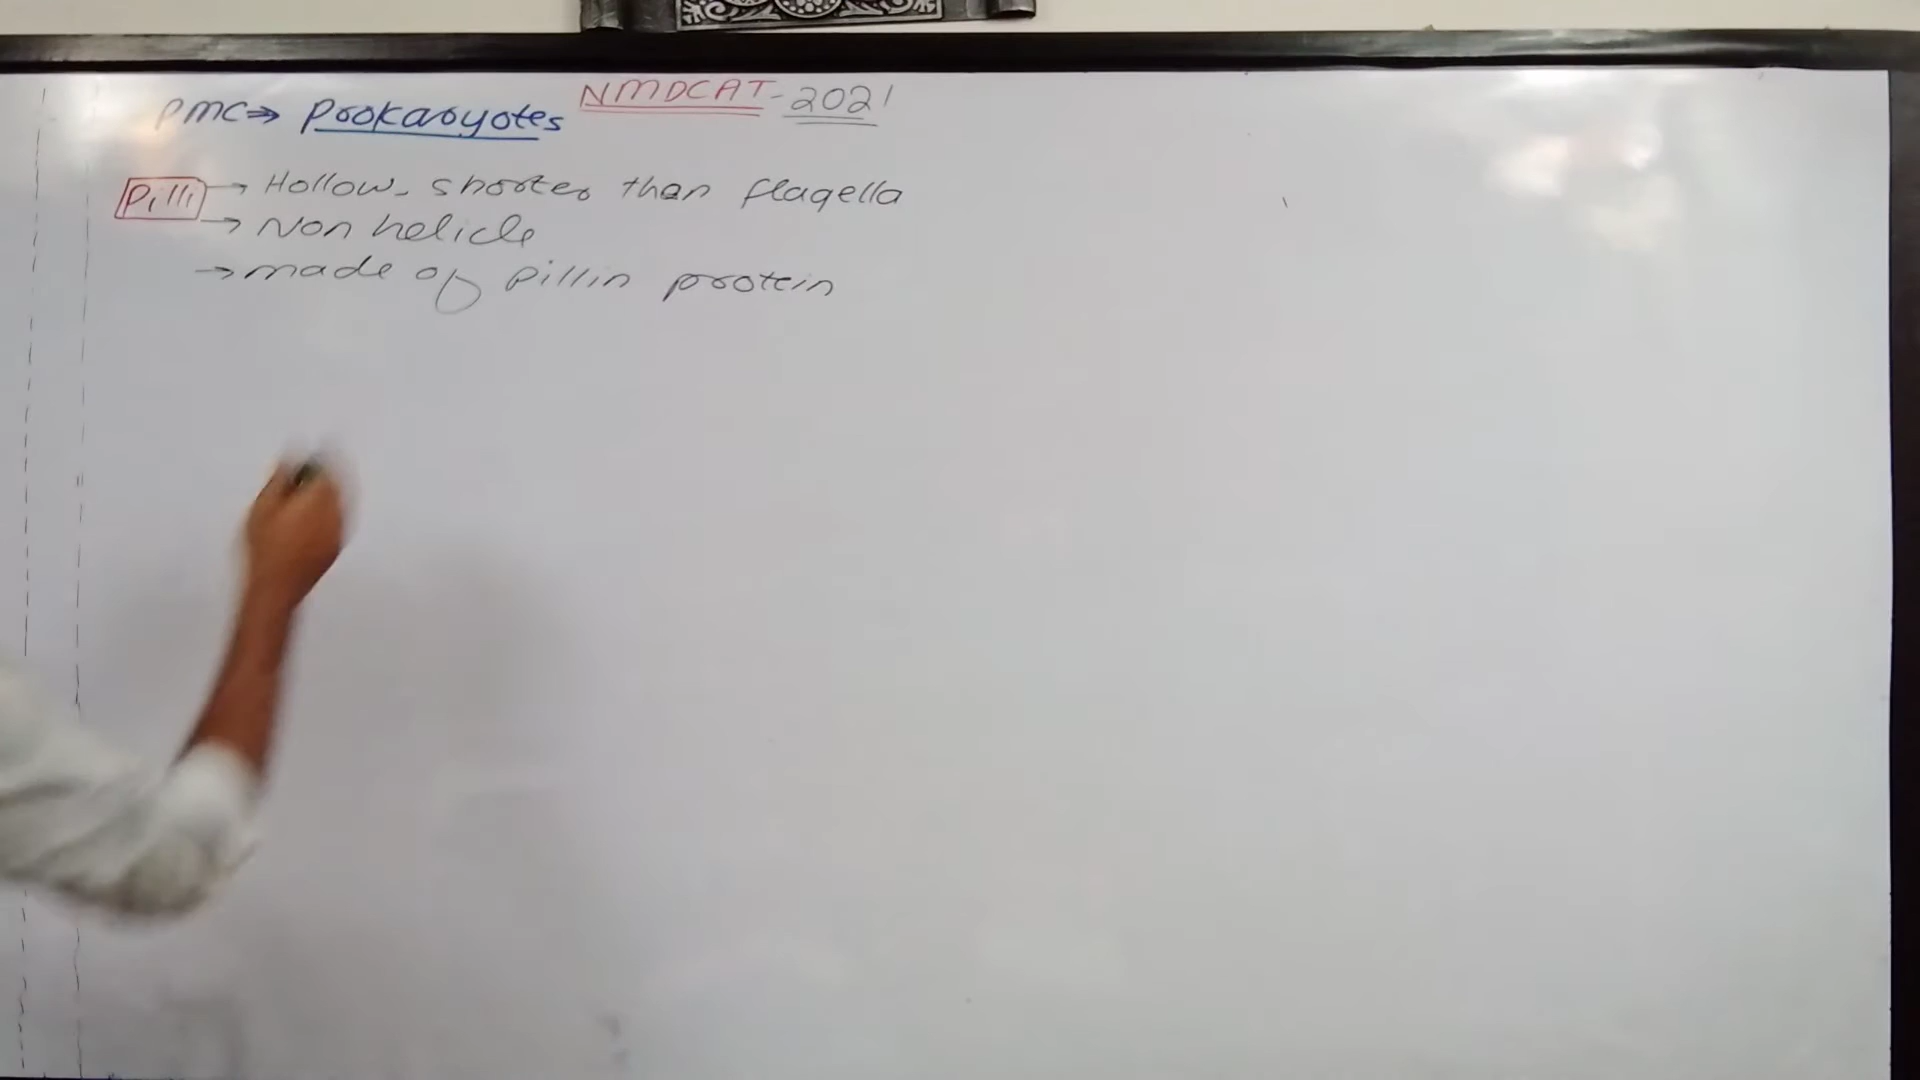 PMC⇒ Prokaryotes NMDCAT-2021
Pilli → Hollow, shorter than flagella
→ Non helicle
→ made of pillin protein